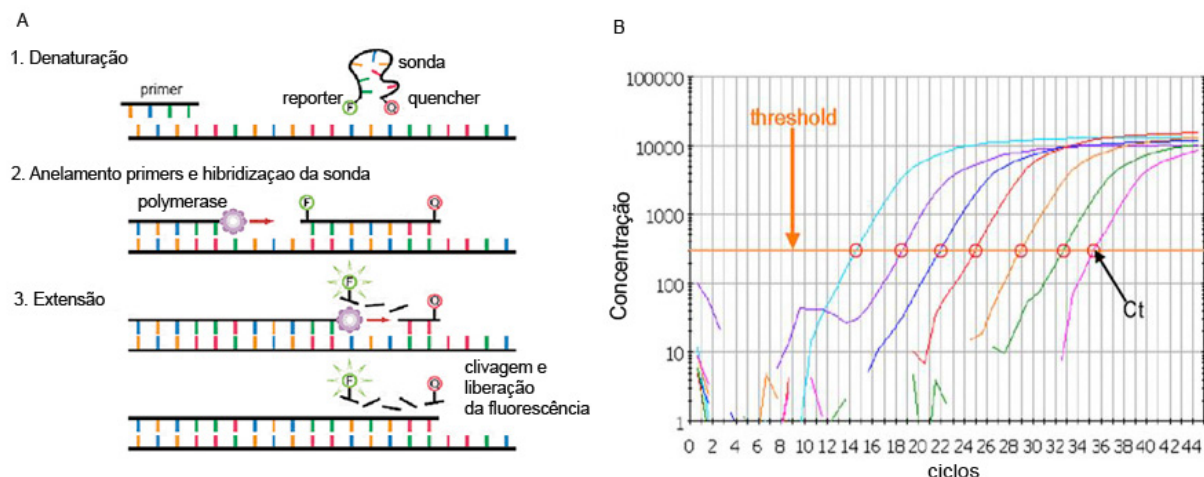 A
1. Denaturação
primer
sonda
reporter
quencher
F
Q
2. Anelamento primers e hibridizaçao da sonda
polymerase
F
Q
3. Extensão
F
Q
F
Q
clivagem e
liberação
da fluorescência
B
100000
10000
1000
100
10
1
Concentração
threshold
Ct
0 2 4 6 8 10 12 14 16 18 20 22 24 26 28 30 32 34 36 38 40 42 44
ciclos